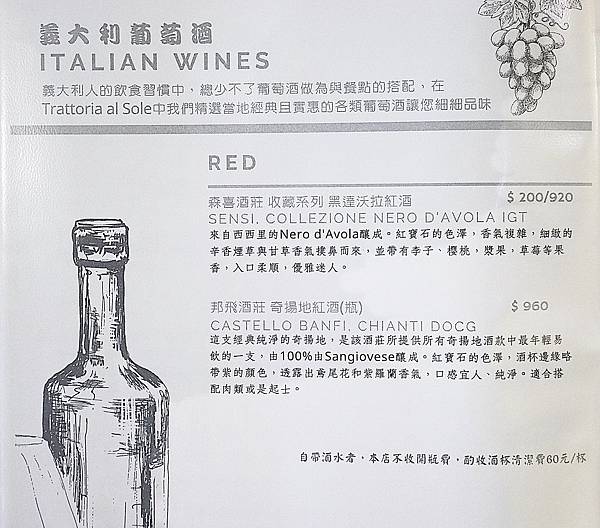 義大利葡萄酒
ITALIAN WINES
義大利人的飲食習慣中，總少不了葡萄酒做為與餐點的搭配，在
Trattoria al Sole中我們精選當地經典且實惠的各類葡萄酒讓您細細品味
RED
森喜酒莊 收藏系列 黑達沃拉紅酒 $ 200/920
SENSI, COLLEZIONE NERO D'AVOLA IGT
來自西西里的Nero d'Avola釀成。紅寶石的色澤，香氣複雜，細緻的
辛香煙草與甘草香氣撲鼻而來，並帶有李子、櫻桃，漿果，草莓等果
香，入口柔順，優雅迷人。
邦飛酒莊 奇揚地紅酒(瓶) $ 960
CASTELLO BANFI, CHIANTI DOCG
這支經典純淨的奇揚地，是該酒莊所提供所有奇揚地酒款中最年輕易
飲的一支，由100%由Sangiovese釀成。紅寶石的色澤，酒杯邊緣略
帶紫的顏色，透露出鳶尾花和紫羅蘭香氣，口感宜人、純淨。適合搭
配肉類或是起士。
自帶酒水者，本店不收開瓶費，酌收酒杯清潔費60元/杯